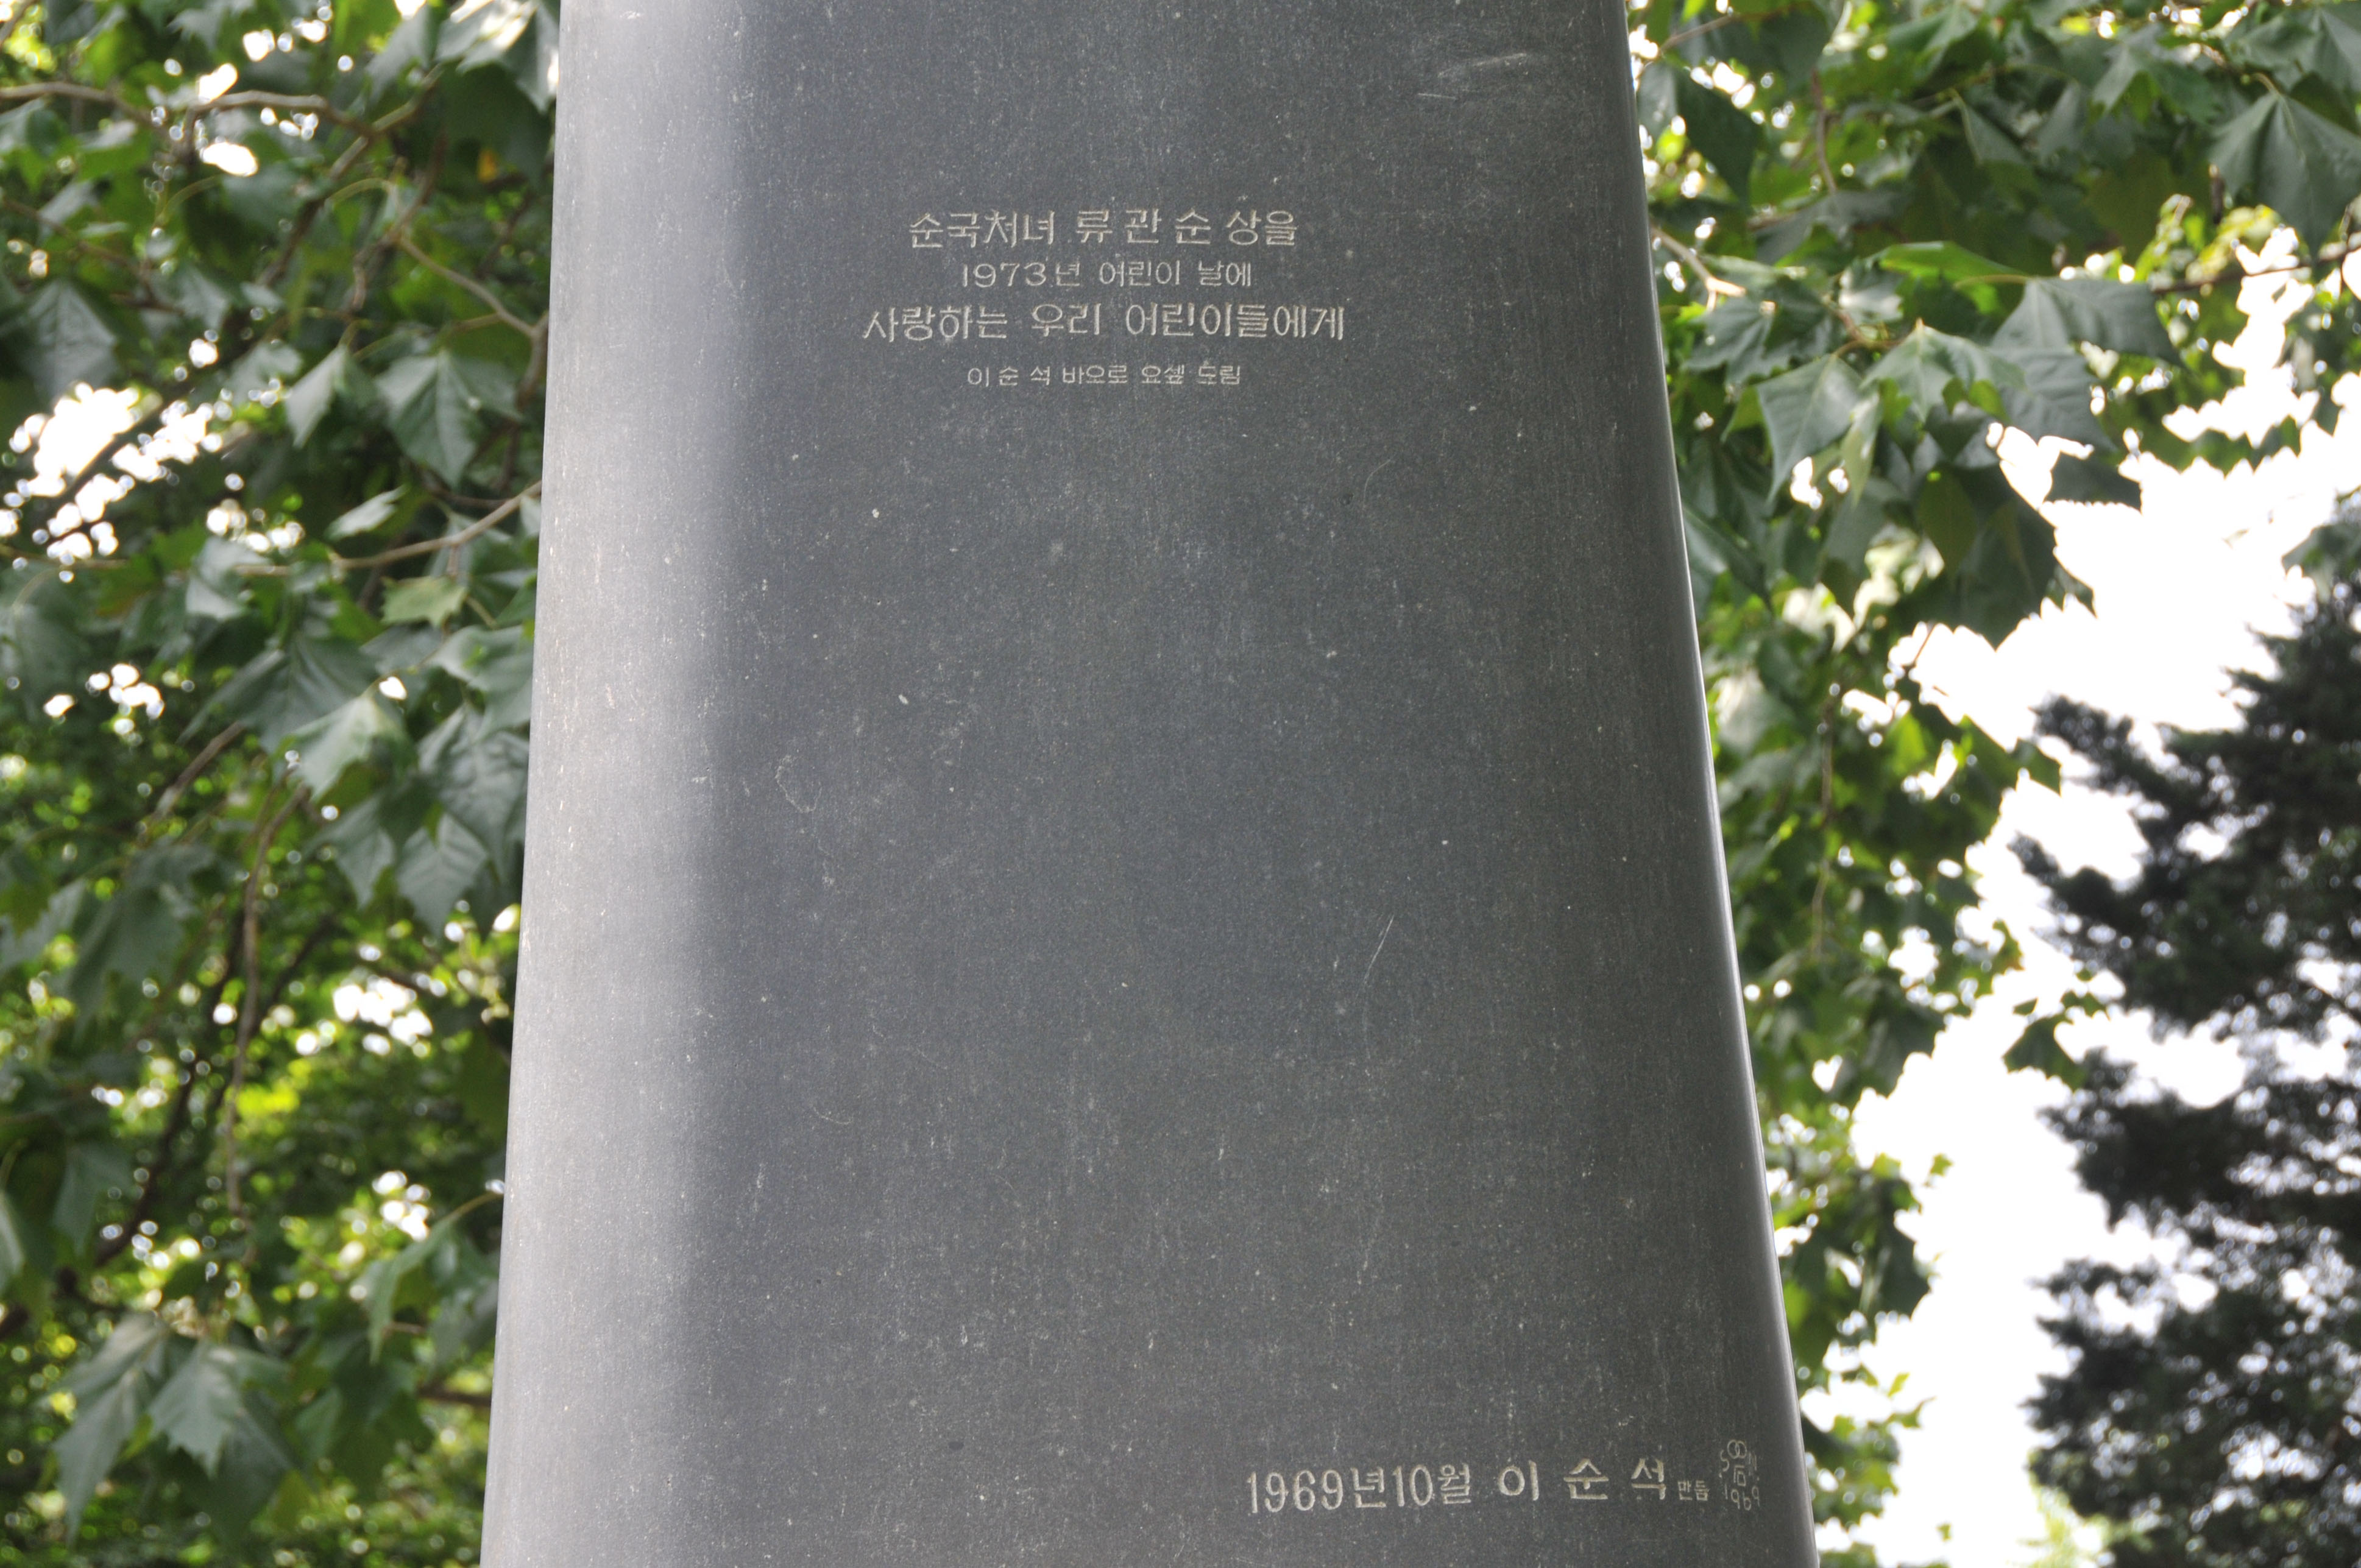 순국처녀 류관순 상을
1973년 어린이 날에
사랑하는 우리 어린이들에게
이순석 바오로 요셒 드림
1969년10월 이순석 만듬
1969